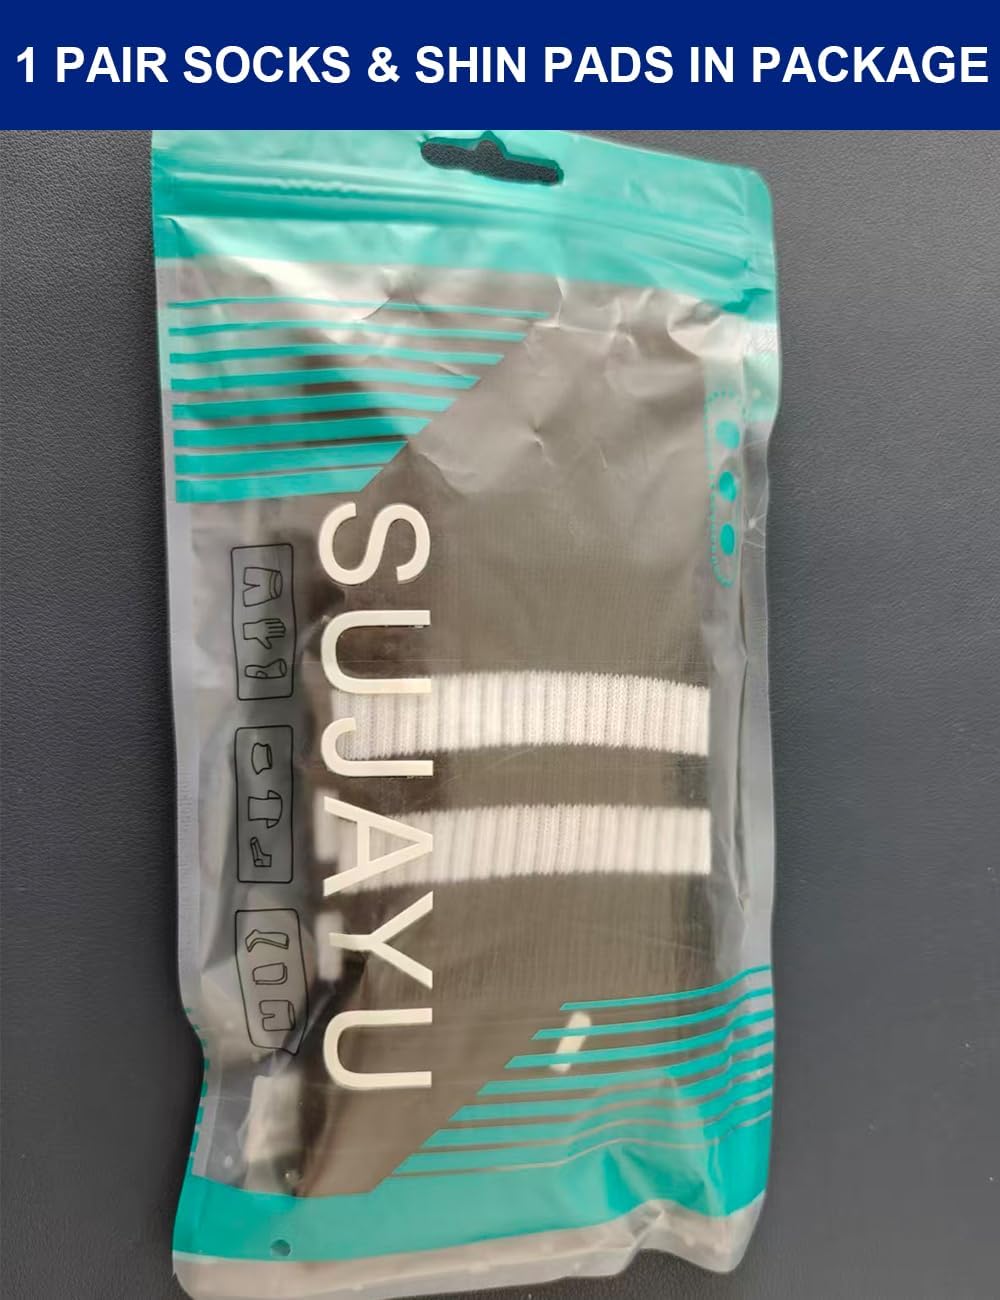 1 PAIR SOCKS & SHIN PADS IN PACKAGE
SUJAYU